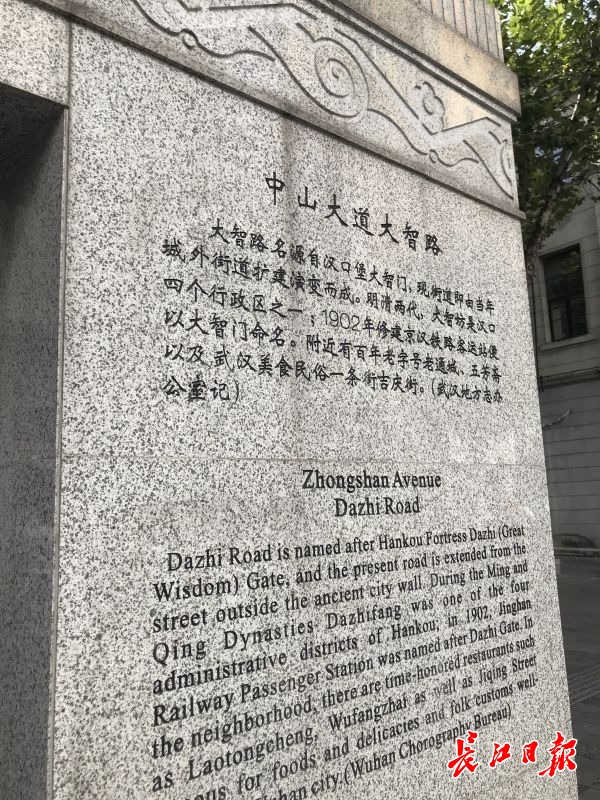 中山大道大智路
大智路名源自汉口堡大智门，现街道即由当年
城外街道扩建演变而成。明清两代，大智坊是汉口
四个行政区之一；1902年修建京汉铁路客运站便
以大智门命名。附近有百年老字号老通城、五芳斋
以及武汉美食民俗一条街吉庆街。(武汉地方志办
公室记)
Zhongshan Avenue
Dazhi Road
Dazhi Road is named after Hankou Fortress Dazhi (Great
Wisdom) Gate, and the present road is extended from the
street outside the ancient city wall. During the Ming and
Qing Dynasties Dazhifang was one of the four
administrative districts of Hankou; in 1902, Jinghan
Railway Passenger Station was named after Dazhi Gate. In
the neighborhood, there are time-honored restaurants such
as Laotongcheng, Wufangzhai as well as Jiqing Street
for foods and delicacies and folk customs well-
city. (Wuhan Chorography Bureau)
长江日报